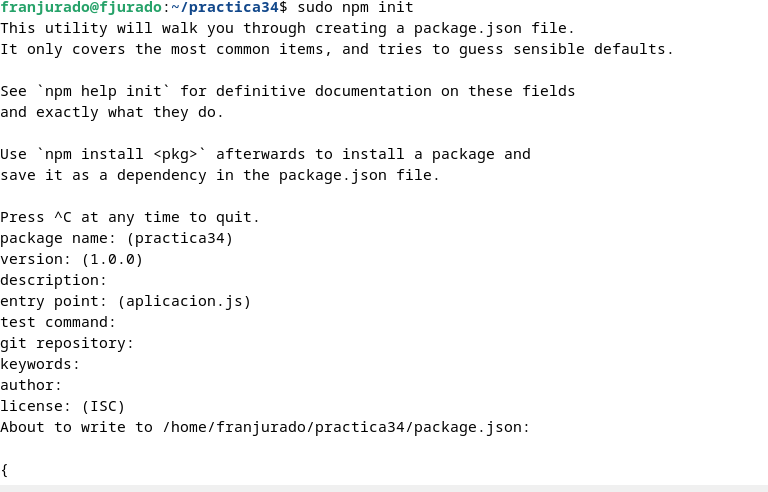 franjurado@fjurado:~/practica34$ sudo npm init
This utility will walk you through creating a package.json file.
It only covers the most common items, and tries to guess sensible defaults.
See `npm help init` for definitive documentation on these fields
and exactly what they do.
Use `npm install <pkg>` afterwards to install a package and
save it as a dependency in the package.json file.
Press ^C at any time to quit.
package name: (practica34)
version: (1.0.0)
description:
entry point: (aplicacion.js)
test command:
git repository:
keywords:
author:
license: (ISC)
About to write to /home/franjurado/practica34/package.json:
{